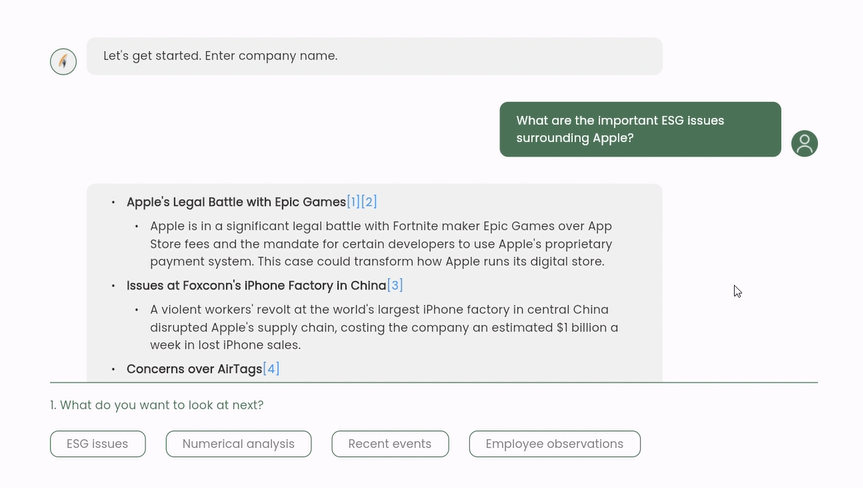 Let's get started. Enter company name.
What are the important ESG issues
surrounding Apple?
• Apple's Legal Battle with Epic Games[1][2]
• Apple is in a significant legal battle with Fortnite maker Epic Games over App
Store fees and the mandate for certain developers to use Apple's proprietary
payment system. This case could transform how Apple runs its digital store.
• Issues at Foxconn's iPhone Factory in China[3]
• A violent workers' revolt at the world's largest iPhone factory in central China
disrupted Apple's supply chain, costing the company an estimated $1 billion a
week in lost iPhone sales.
• Concerns over AirTags[4]
1. What do you want to look at next?
ESG issues
Numerical analysis
Recent events
Employee observations